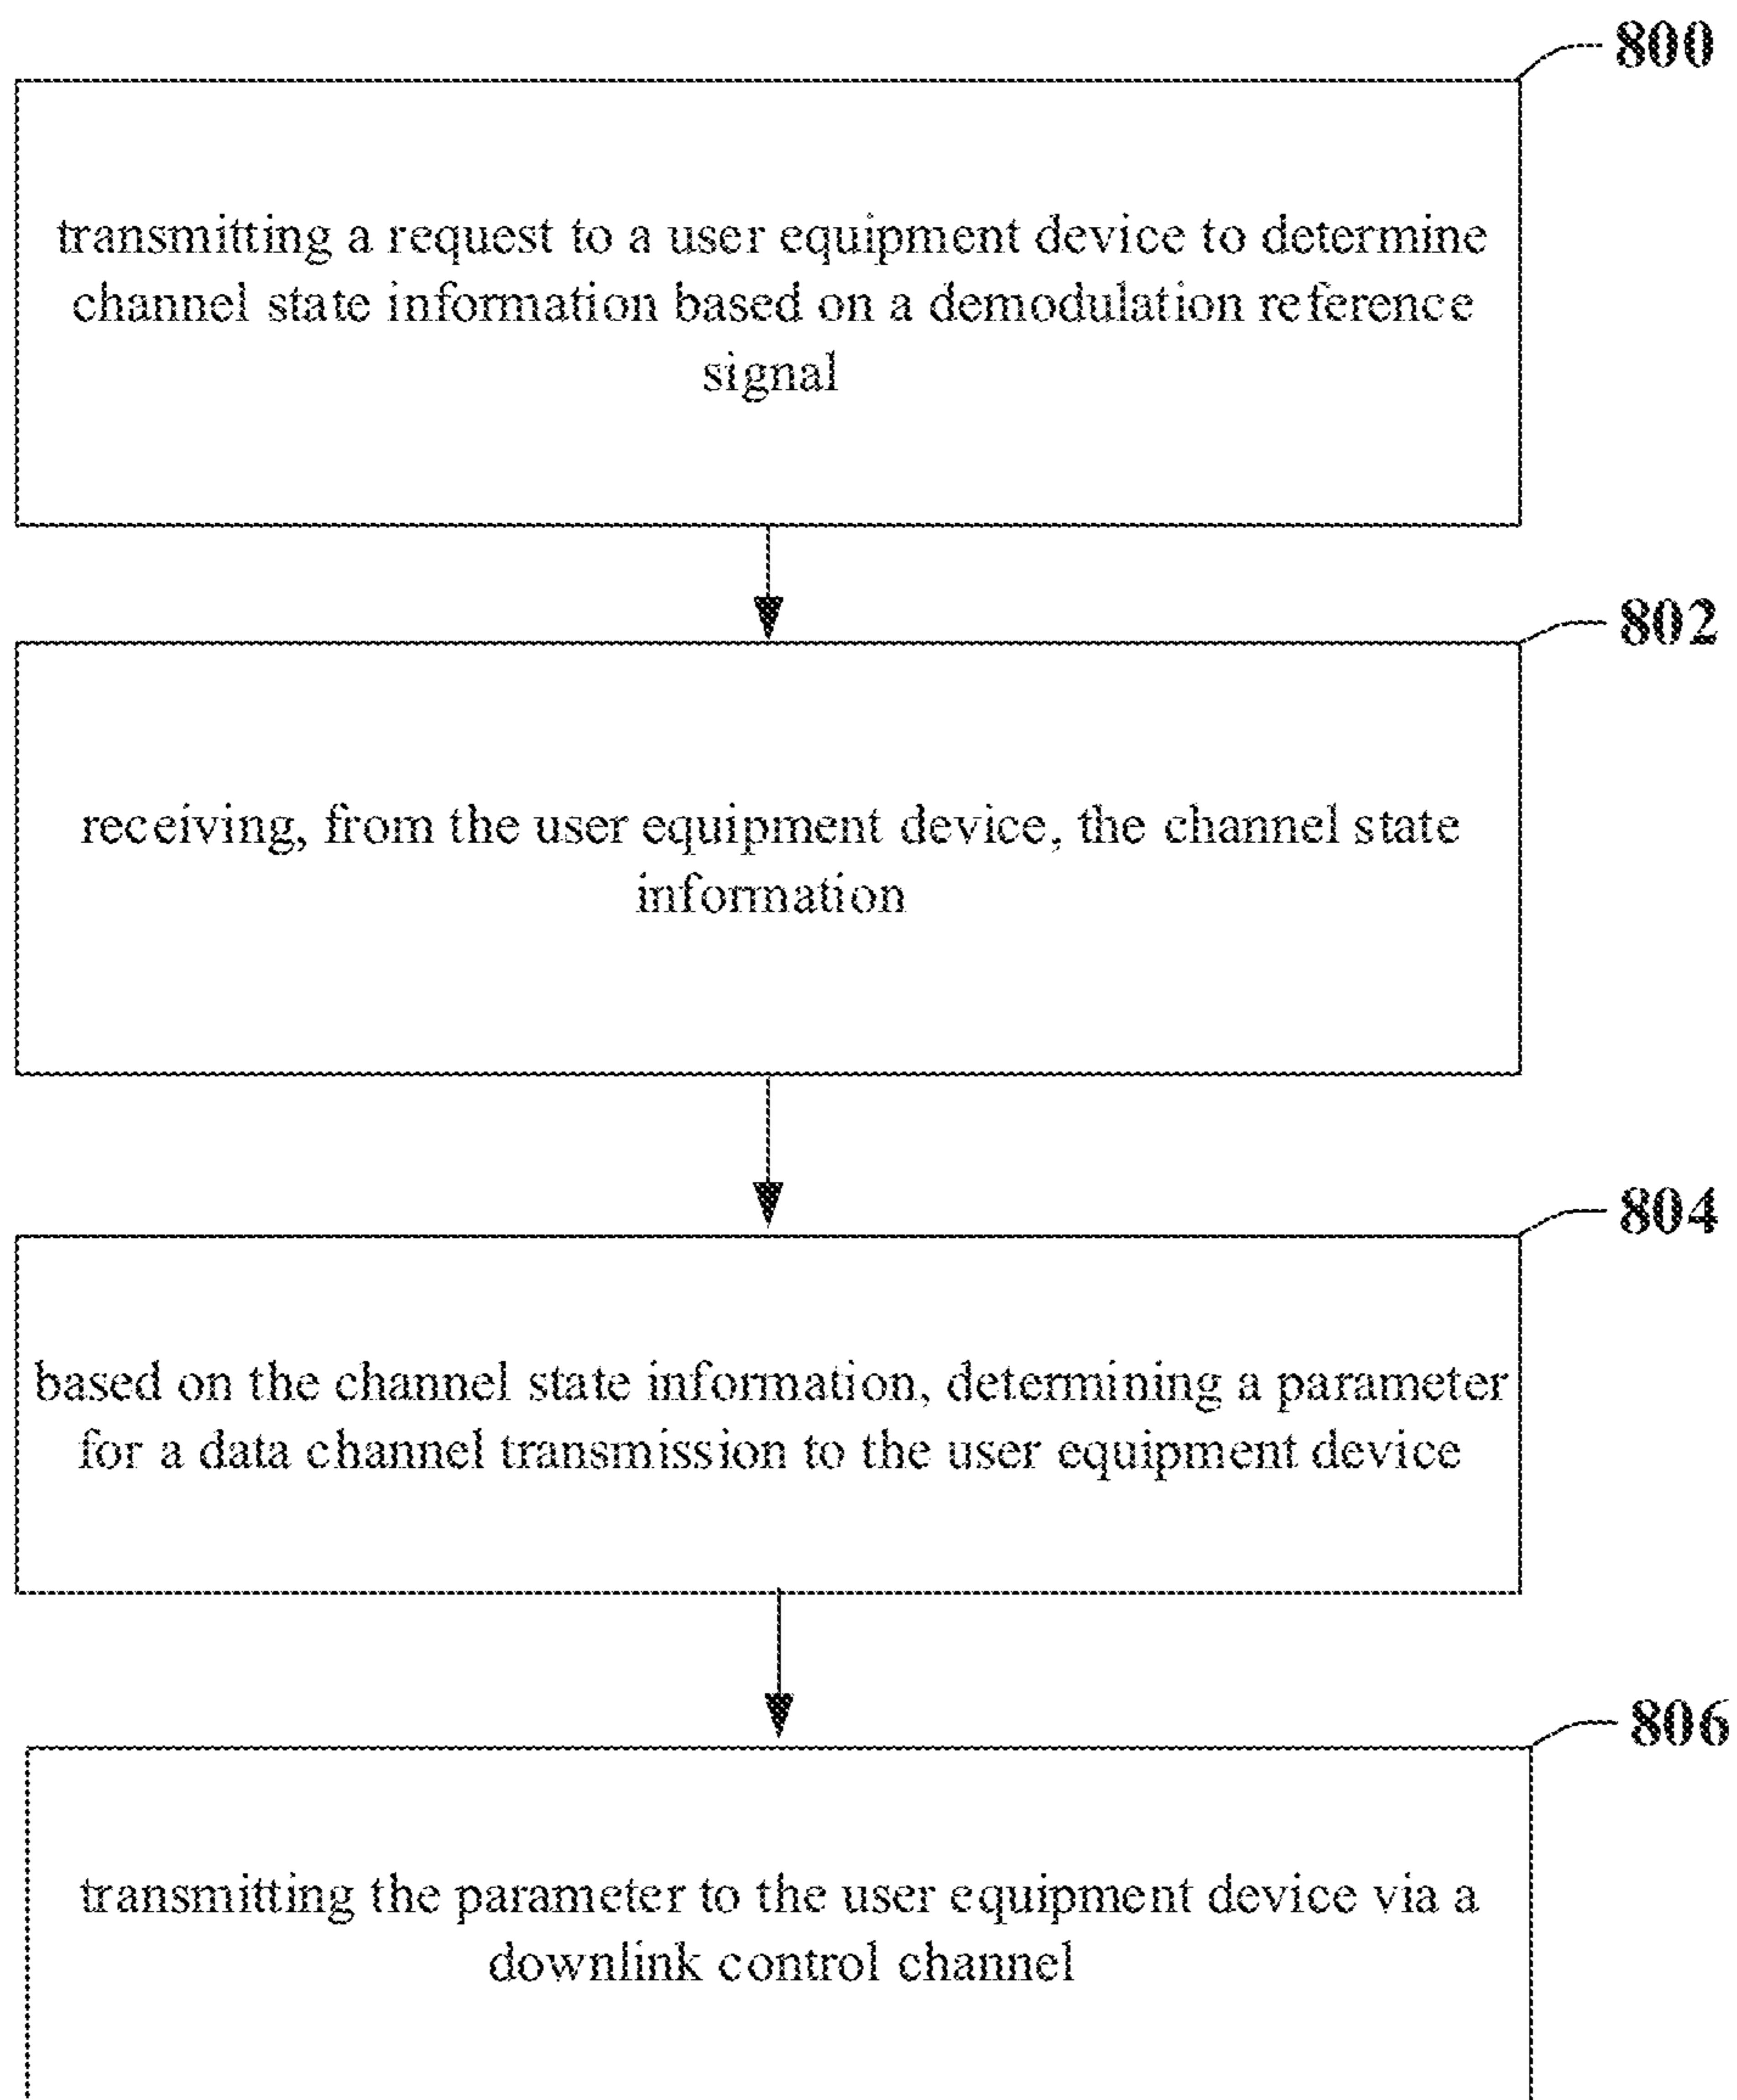 800
transmitting a request to a user equipment device to determine
channel state information based on a demodulation reference
signal
802
receiving, from the user equipment device, the channel state
information
804
based on the channel state information, determining a parameter
for a data channel transmission to the user equipment device
806
transmitting the parameter to the user equipment device via a
downlink control channel